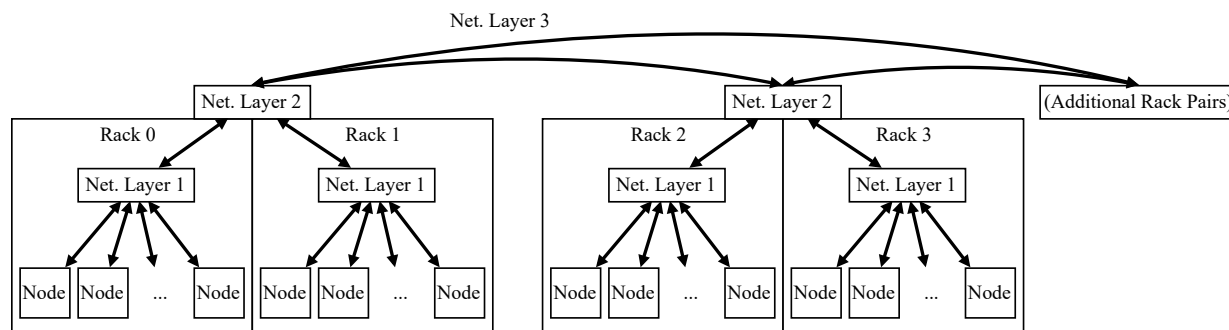 Net. Layer 3
Net. Layer 2
Net. Layer 2
(Additional Rack Pairs)
Rack 0
Rack 1
Rack 2
Rack 3
Net. Layer 1
Net. Layer 1
Net. Layer 1
Net. Layer 1
Node Node ... Node
Node Node ... Node
Node Node ... Node
Node Node ... Node